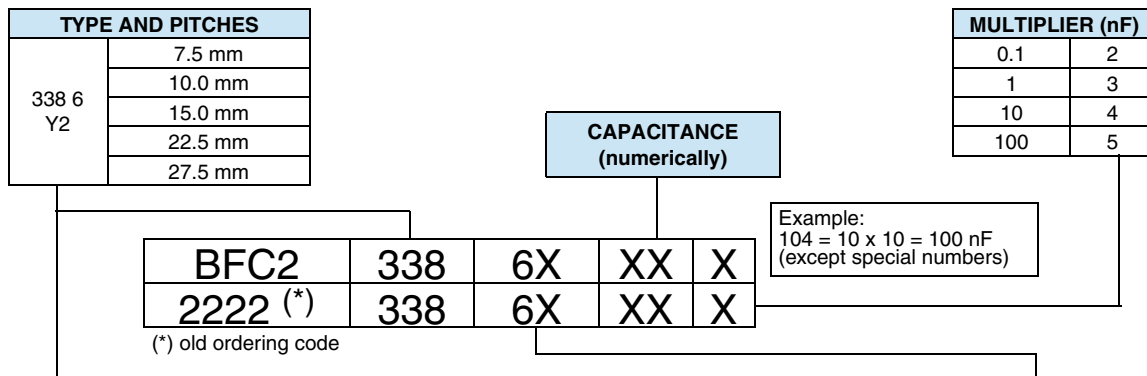 TYPE AND PITCHES
338 6
Y2
7.5 mm
10.0 mm
15.0 mm
22.5 mm
27.5 mm
CAPACITANCE
(numerically)
MULTIPLIER (nF)
0.1 2
1 3
10 4
100 5
Example:
104 = 10 x 10 = 100 nF
(except special numbers)
BFC2 338 6X XX X
2222 (*) 338 6X XX X
(*) old ordering code